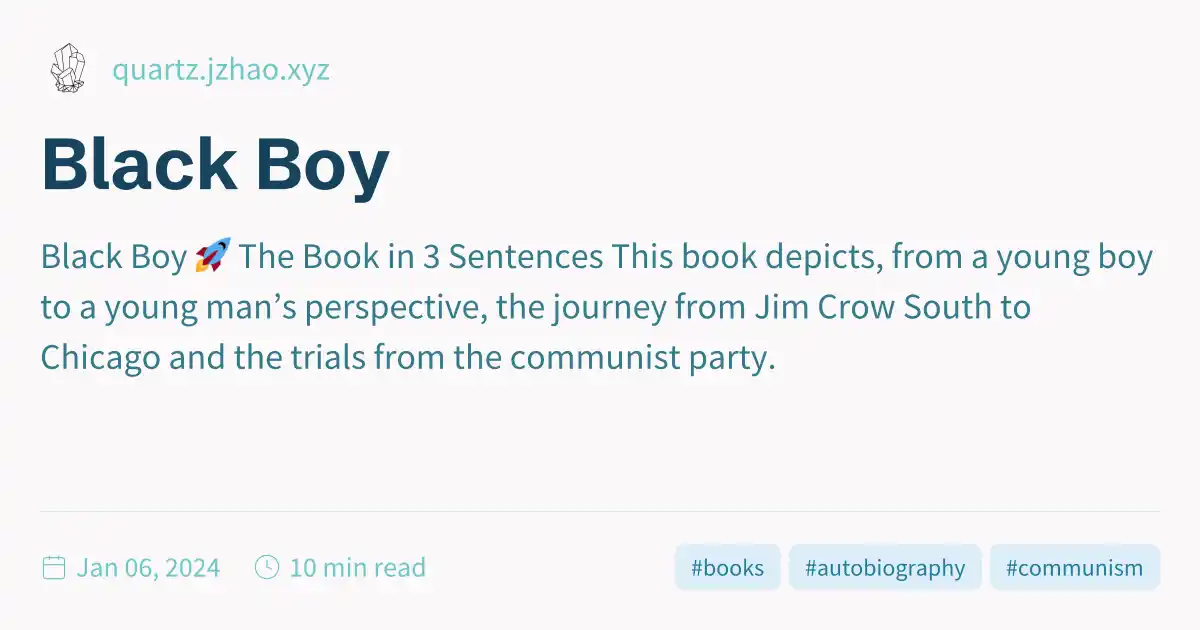 quartz.jzhao.xyz
Black Boy
Black Boy 🚀 The Book in 3 Sentences This book depicts, from a young boy
to a young man’s perspective, the journey from Jim Crow South to
Chicago and the trials from the communist party.
Jan 06, 2024 10 min read #books #autobiography #communism